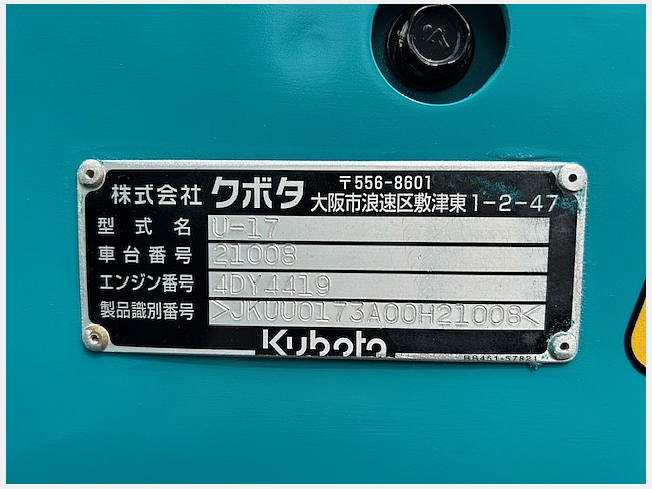 株式会社 クボタ 〒556-8601
大阪市浪速区敷津東1-2-47
型式名 U-17
車台番号 21008
エンジン番号 4DY4419
製品識別番号 >JKUU0173A00H21008<
Kubota
RB451-57821